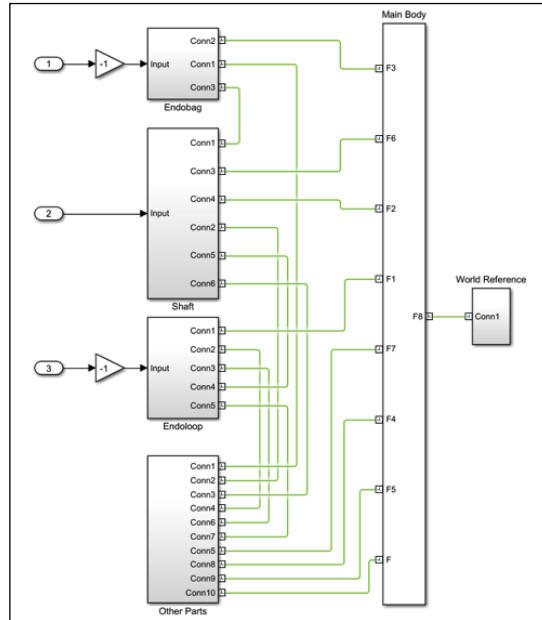 Main Body
1
-1
Input
Conn2
Conn1
Conn3
Endobag
F3
2
Input
Conn1
Conn3
Conn4
Conn2
Conn5
Conn6
Shaft
F6
F2
F1
World Reference
F8
Conn1
3
-1
Input
Conn1
Conn2
Conn3
Conn4
Conn5
Endoloop
F7
F4
Conn1
Conn2
Conn3
Conn4
Conn6
Conn7
Conn5
Conn8
Conn9
Conn10
Other Parts
F5
F